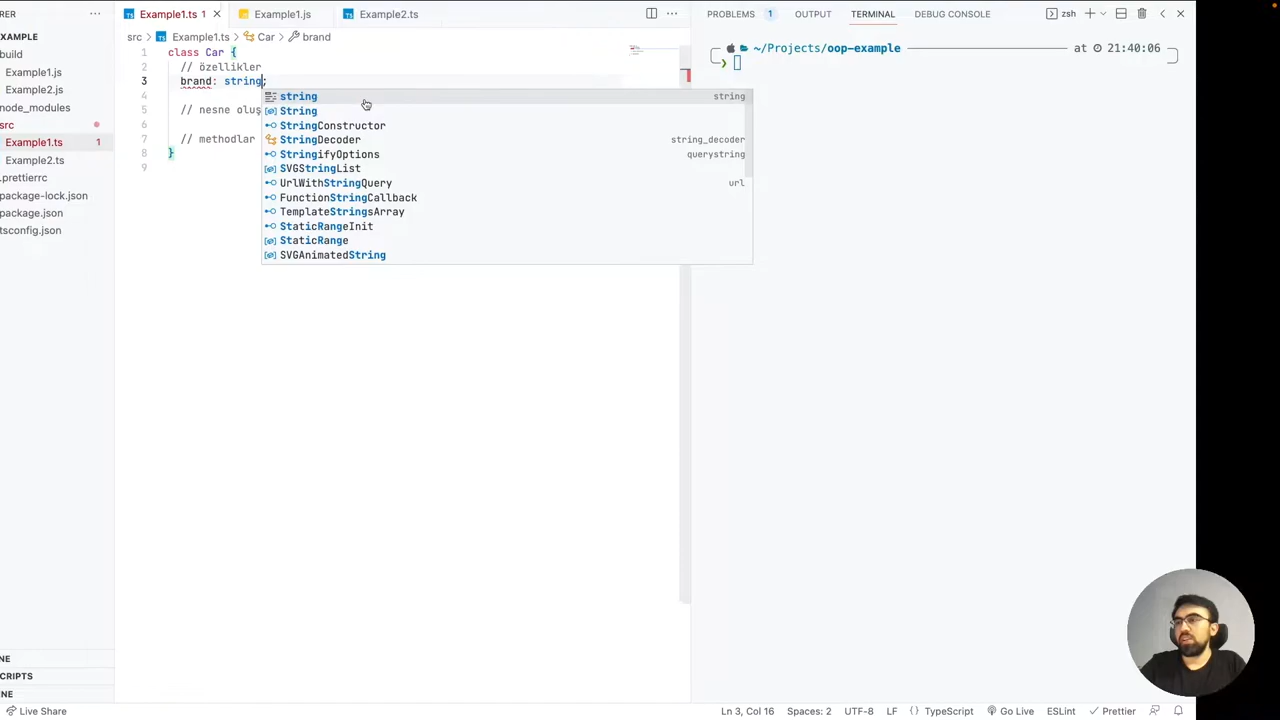 RER
Example1.ts 1
Example1.js
Example2.ts
PROBLEMS 1 OUTPUT TERMINAL DEBUG CONSOLE
zsh
XAMPLE
build
Example1.js
Example2.js
node_modules
src
Example1.ts 1
Example2.ts
.prettierrc
package-lock.json
package.json
tsconfig.json
NE
CRIPTS
NE
src > Example1.ts > Car > brand
1 class Car {
2 // özellikler
3 brand: string;
4
5 // nesne oluş
6
7 // methodlar
8 }
9
string string
String
StringConstructor
StringDecoder string_decoder
StringifyOptions querystring
SVGStringList
UrlWithStringQuery url
FunctionStringCallback
TemplateStringsArray
StaticRangeInit
StaticRange
SVGAnimatedString
~/Projects/oop-example at 21:40:06
❯
Live Share
Ln 3, Col 16 Spaces: 2 UTF-8 LF {} TypeScript Go Live ESLint Prettier